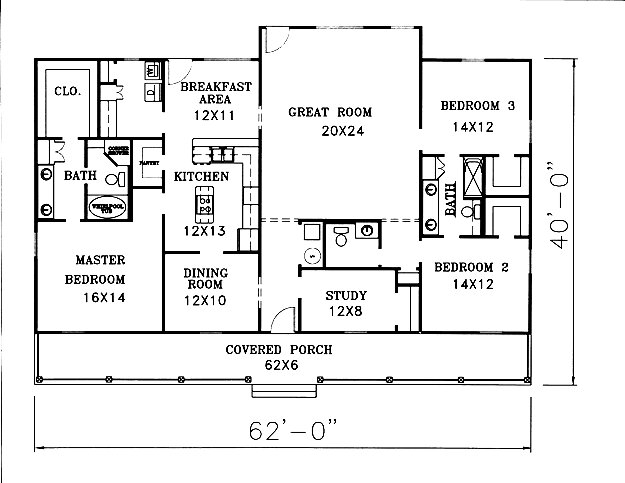 CLO.
W
D
BREAKFAST
AREA
12X11
GREAT ROOM
20X24
BEDROOM 3
14X12
BATH
CORNER
SHOWER
PANTRY
KITCHEN
12X13
WHIRLPOOL
TUB
BATH
MASTER
BEDROOM
16X14
DINING
ROOM
12X10
S
STUDY
12X8
BEDROOM 2
14X12
COVERED PORCH
62X6
40'-0"
62'-0"